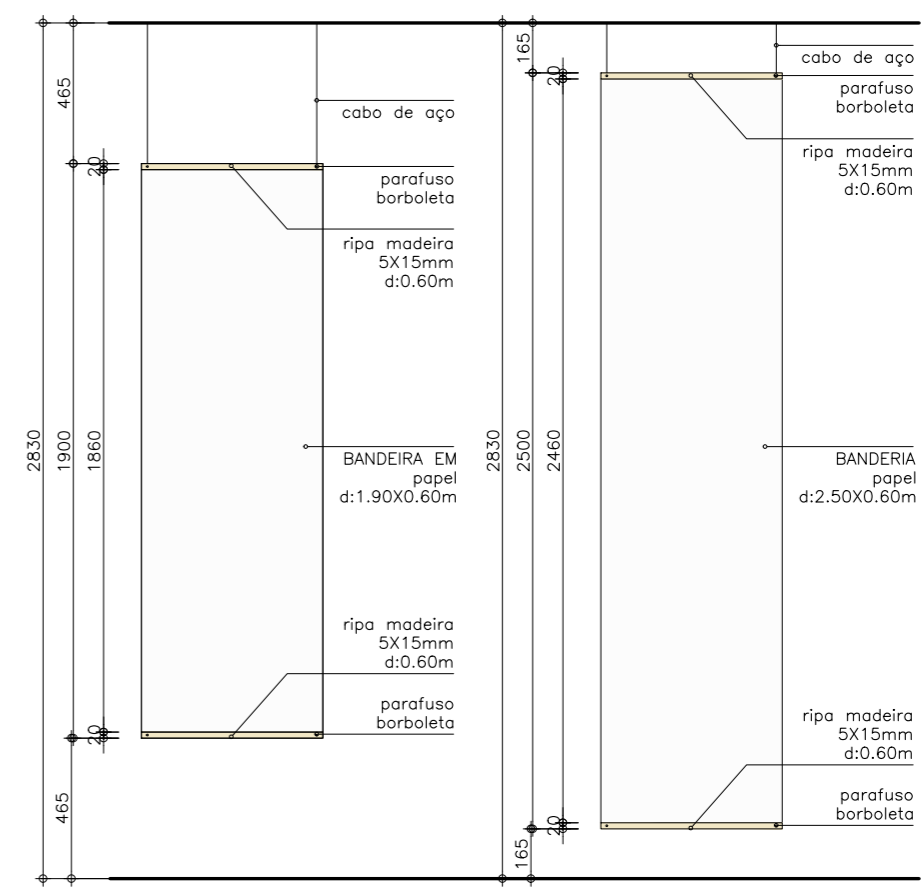 465
20
cabo de aço
parafuso
borboleta
ripa madeira
5X15mm
d:0.60m
2830
1900
1860
BANDEIRA EM
papel
d:1.90X0.60m
ripa madeira
5X15mm
d:0.60m
parafuso
borboleta
20
465
165
20
cabo de aço
parafuso
borboleta
ripa madeira
5X15mm
d:0.60m
2830
2500
2460
BANDERIA
papel
d:2.50X0.60m
ripa madeira
5X15mm
d:0.60m
parafuso
borboleta
20
165